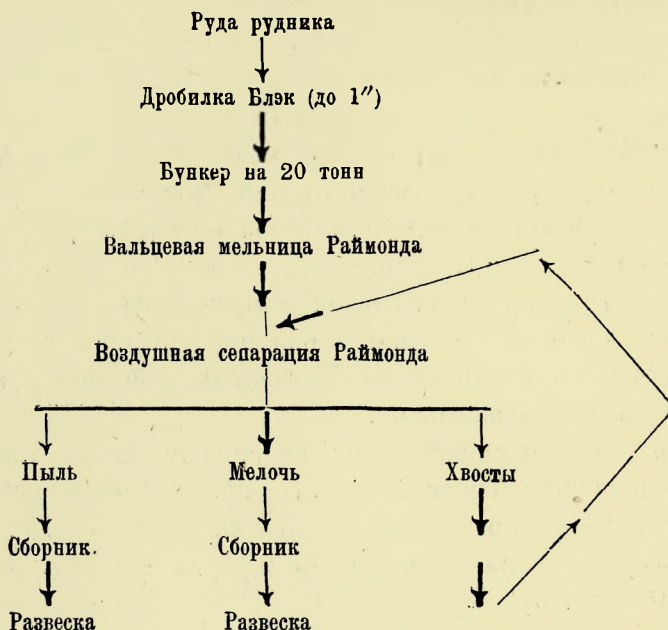 Руда рудника
Дробилка Блэк (до 1″)
Бункер на 20 тонн
Вальцевая мельница Раймонда
Воздушная сепарация Раймонда
Пыль Мелочь Хвосты
Сборник. Сборник
Развеска Развеска